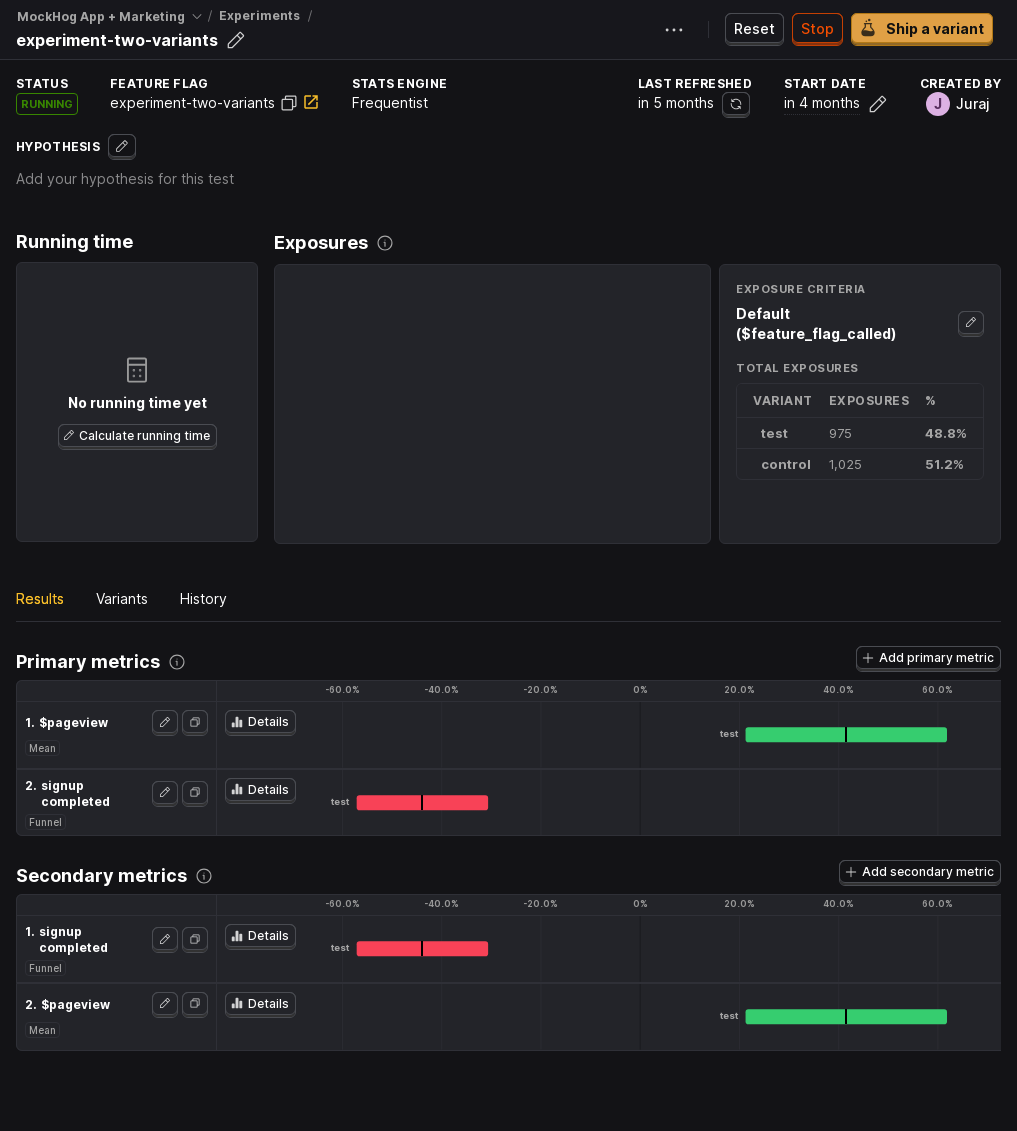 MockHog App + Marketing / Experiments /
experiment-two-variants
Reset
Stop
Ship a variant
STATUS
RUNNING
FEATURE FLAG
experiment-two-variants
STATS ENGINE
Frequentist
LAST REFRESHED
in 5 months
START DATE
in 4 months
CREATED BY
J Juraj
HYPOTHESIS
Add your hypothesis for this test
Running time
No running time yet
Calculate running time
Exposures
EXPOSURE CRITERIA
Default
($feature_flag_called)
TOTAL EXPOSURES
VARIANT EXPOSURES %
test 975 48.8%
control 1,025 51.2%
Results Variants History
Primary metrics
Add primary metric
-60.0% -40.0% -20.0% 0% 20.0% 40.0% 60.0%
1. $pageview
Mean
Details
test
2. signup
completed
Funnel
Details
test
Secondary metrics
Add secondary metric
-60.0% -40.0% -20.0% 0% 20.0% 40.0% 60.0%
1. signup
completed
Funnel
Details
test
2. $pageview
Mean
Details
test